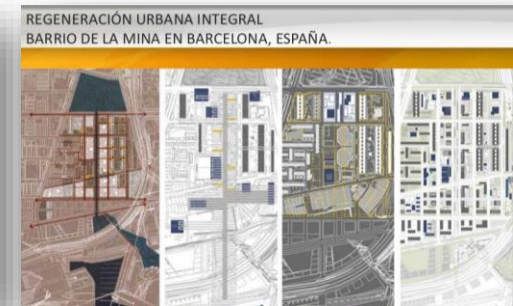 REGENERACIÓN URBANA INTEGRAL
BARRIO DE LA MINA EN BARCELONA, ESPAÑA.